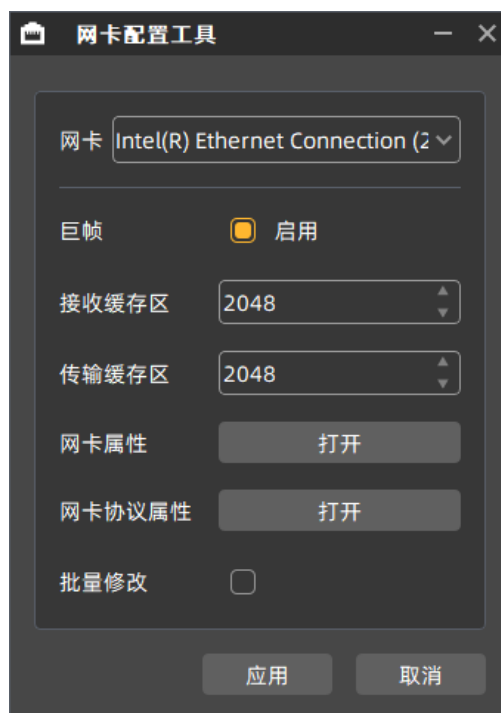 网卡配置工具
网卡 Intel(R) Ethernet Connection (2
巨帧 启用
接收缓存区 2048
传输缓存区 2048
网卡属性 打开
网卡协议属性 打开
批量修改
应用 取消